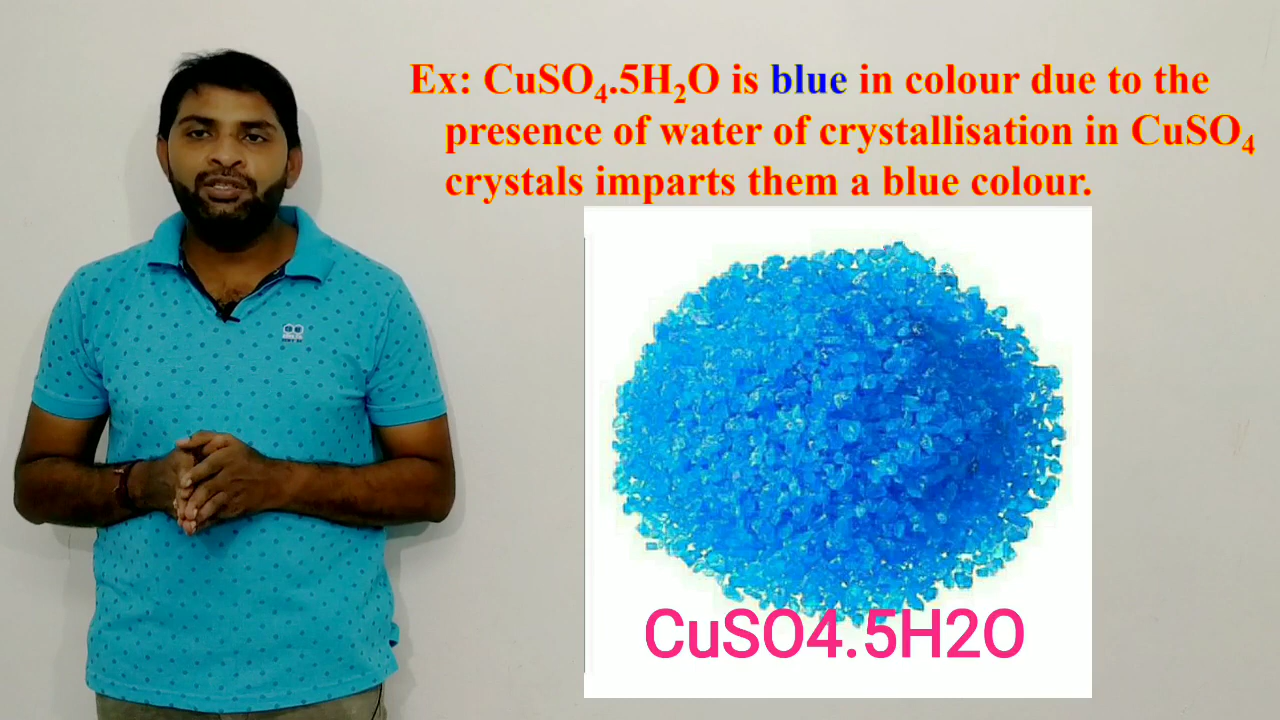 Ex: CuSO₄.5H₂O is blue in colour due to the
presence of water of crystallisation in CuSO₄
crystals imparts them a blue colour.
CuSO4.5H2O